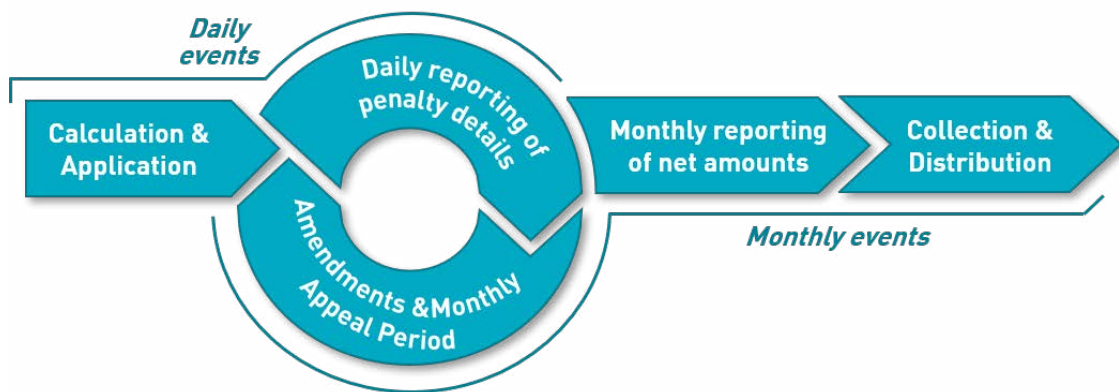 Daily
events
Calculation &
Application
Daily reporting of
penalty details
Amendments &Monthly
Appeal Period
Monthly reporting
of net amounts
Collection &
Distribution
Monthly events